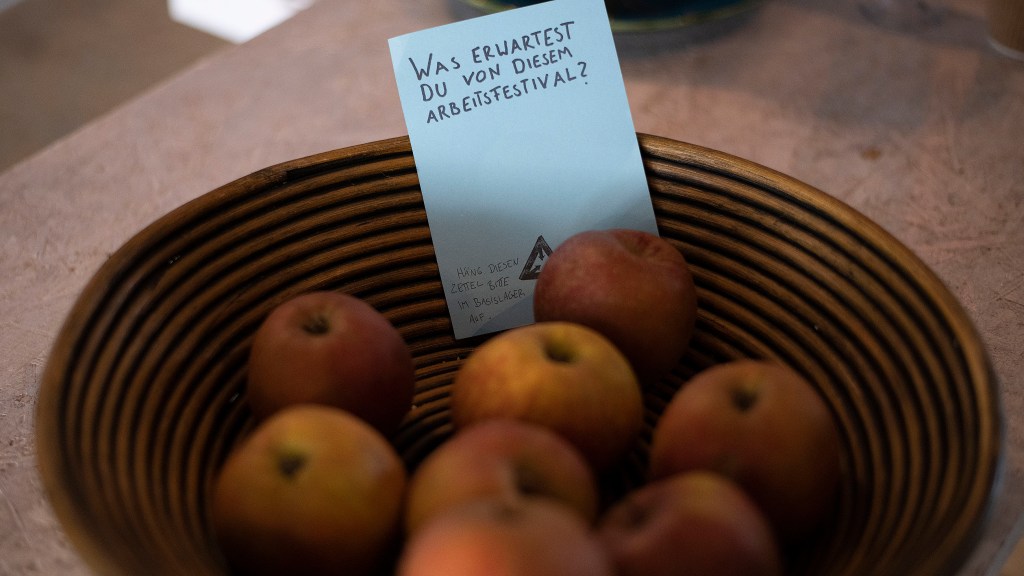 WAS ERWARTEST
DU VON DIESEM
ARBEITSFESTIVAL?
HÄNG DIESEN
ZETTEL BITTE
IM BASISLAGER
AUF